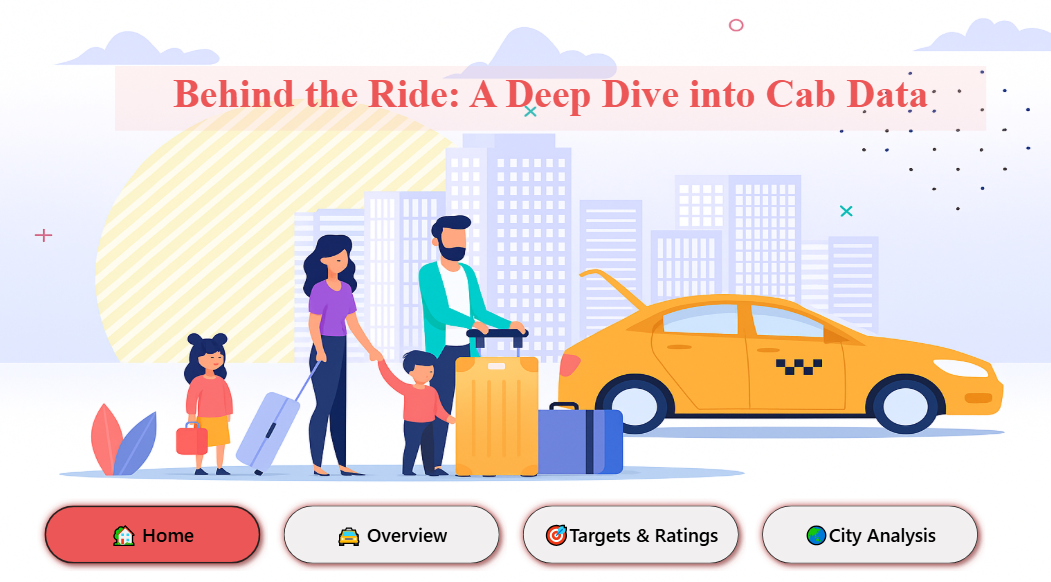 Behind the Ride: A Deep Dive into Cab Data
Home
Overview
Targets & Ratings
City Analysis